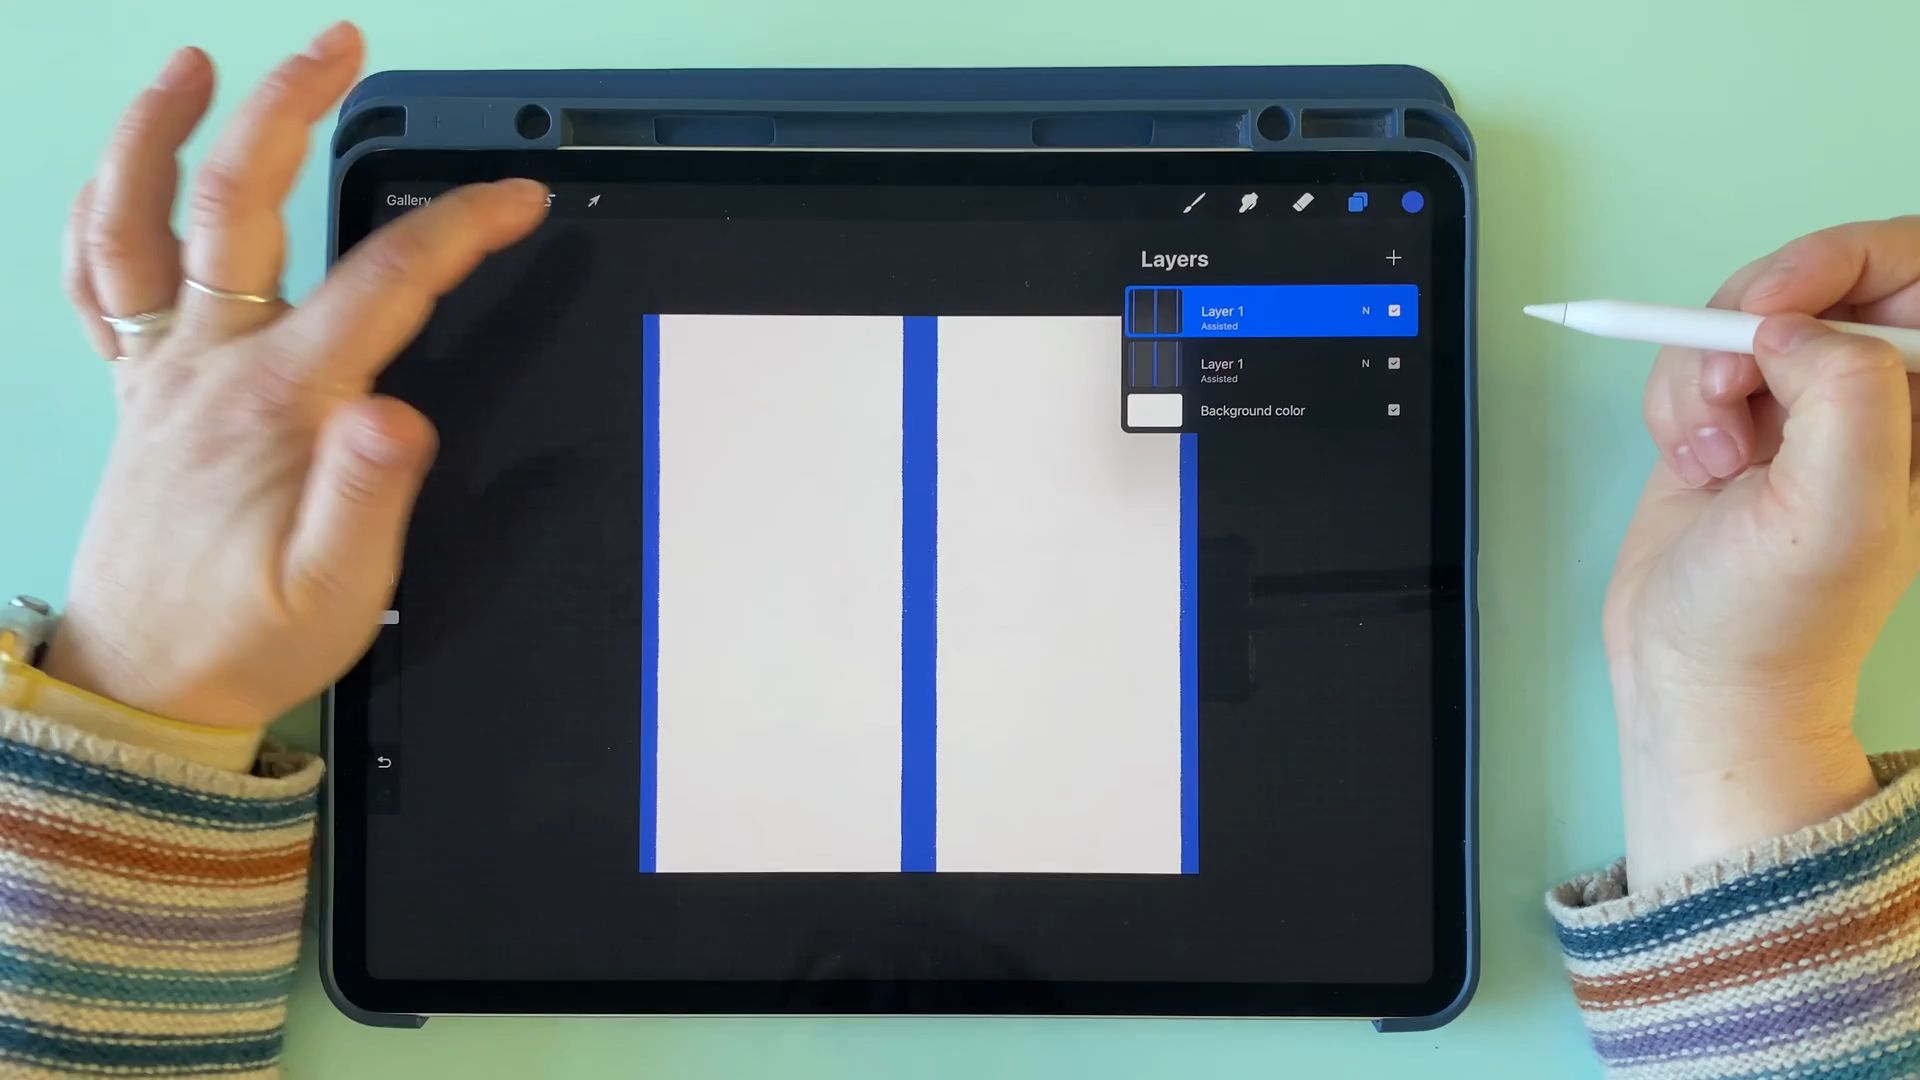 Gallery
Layers
Layer 1
N
Assisted
Layer 1
N
Assisted
Background color